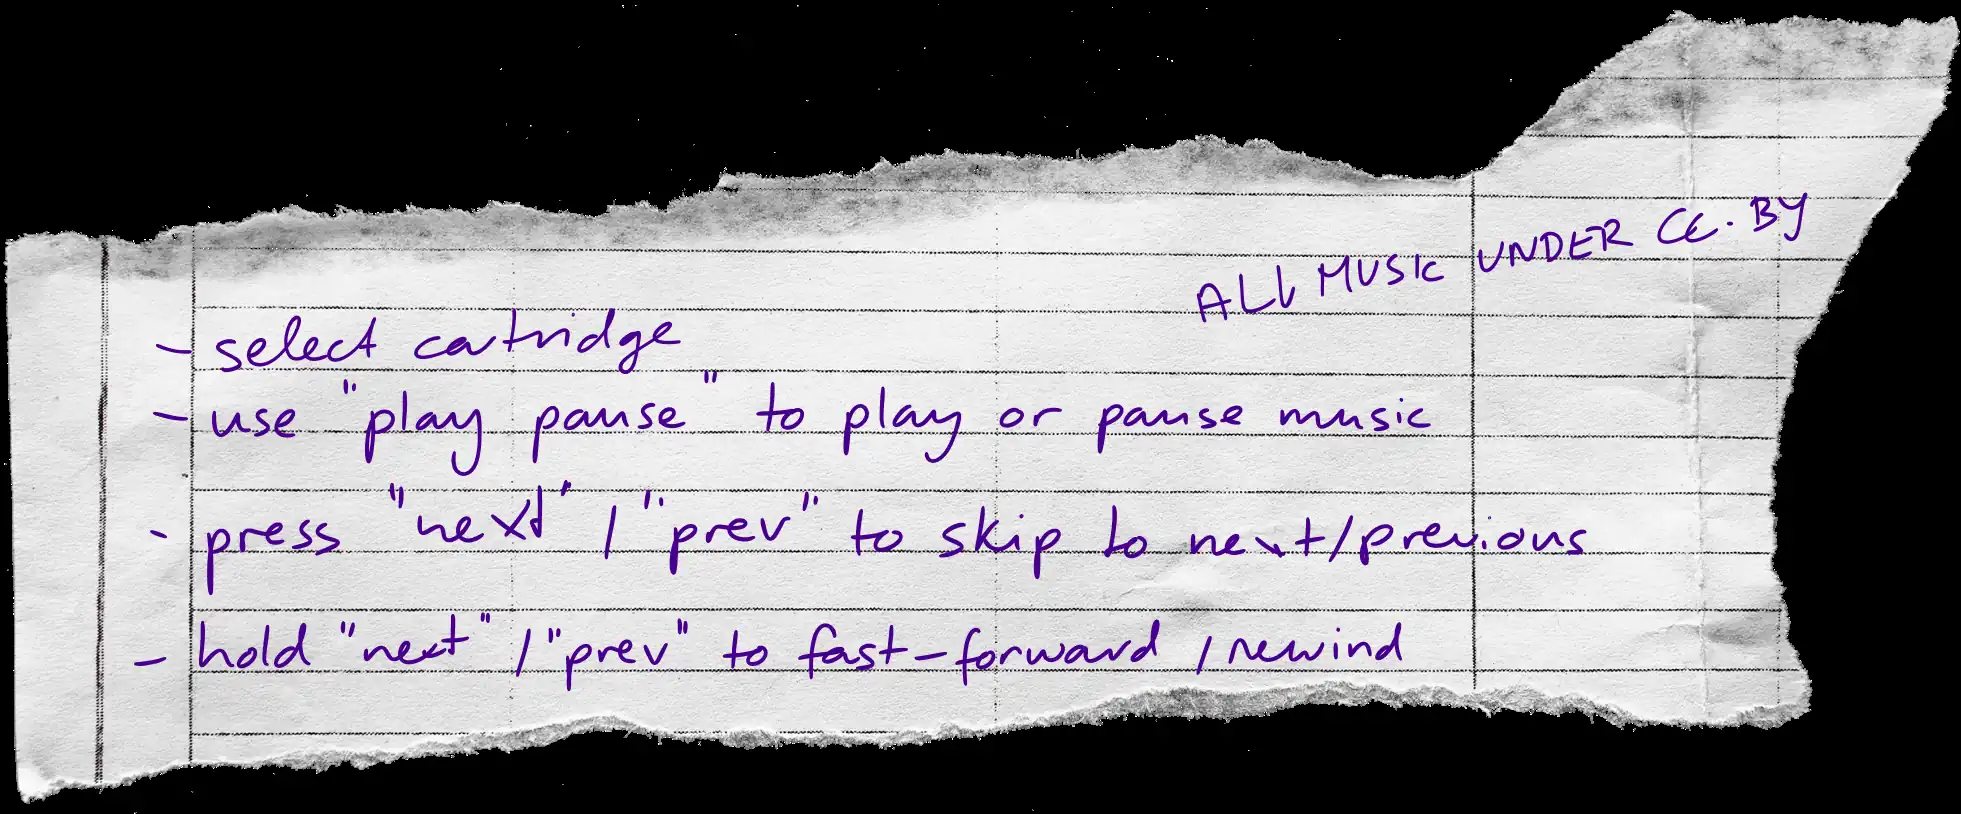 ALL MUSIC UNDER CC-BY
- select cartridge
- use "play pause" to play or pause music
- press "next" / "prev" to skip to next/previous
- hold "next" / "prev" to fast-forward / rewind